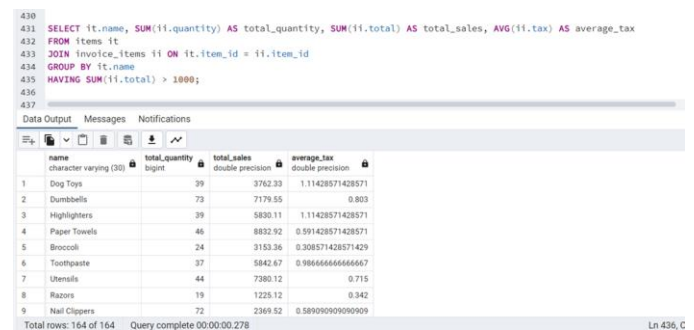 430
431 SELECT it.name, SUM(ii.quantity) AS total_quantity, SUM(ii.total) AS total_sales, AVG(ii.tax) AS average_tax
432 FROM items it
433 JOIN invoice_items ii ON it.item_id = ii.item_id
434 GROUP BY it.name
435 HAVING SUM(ii.total) > 1000;
436
437
Data Output Messages Notifications
name total_quantity total_sales average_tax
character varying (30) bigint double precision double precision
1 Dog Toys 39 3762.33 1.11428571428571
2 Dumbbells 73 7179.55 0.803
3 Highlighters 39 5830.11 1.11428571428571
4 Paper Towels 46 8832.92 0.591428571428571
5 Broccoli 24 3153.36 0.308571428571429
6 Toothpaste 37 5842.67 0.986666666666667
7 Utensils 44 7380.12 0.715
8 Razors 19 1225.12 0.342
9 Nail Clippers 72 2369.52 0.589090909090909
Total rows: 164 of 164 Query complete 00:00:00.278 Ln 436, C